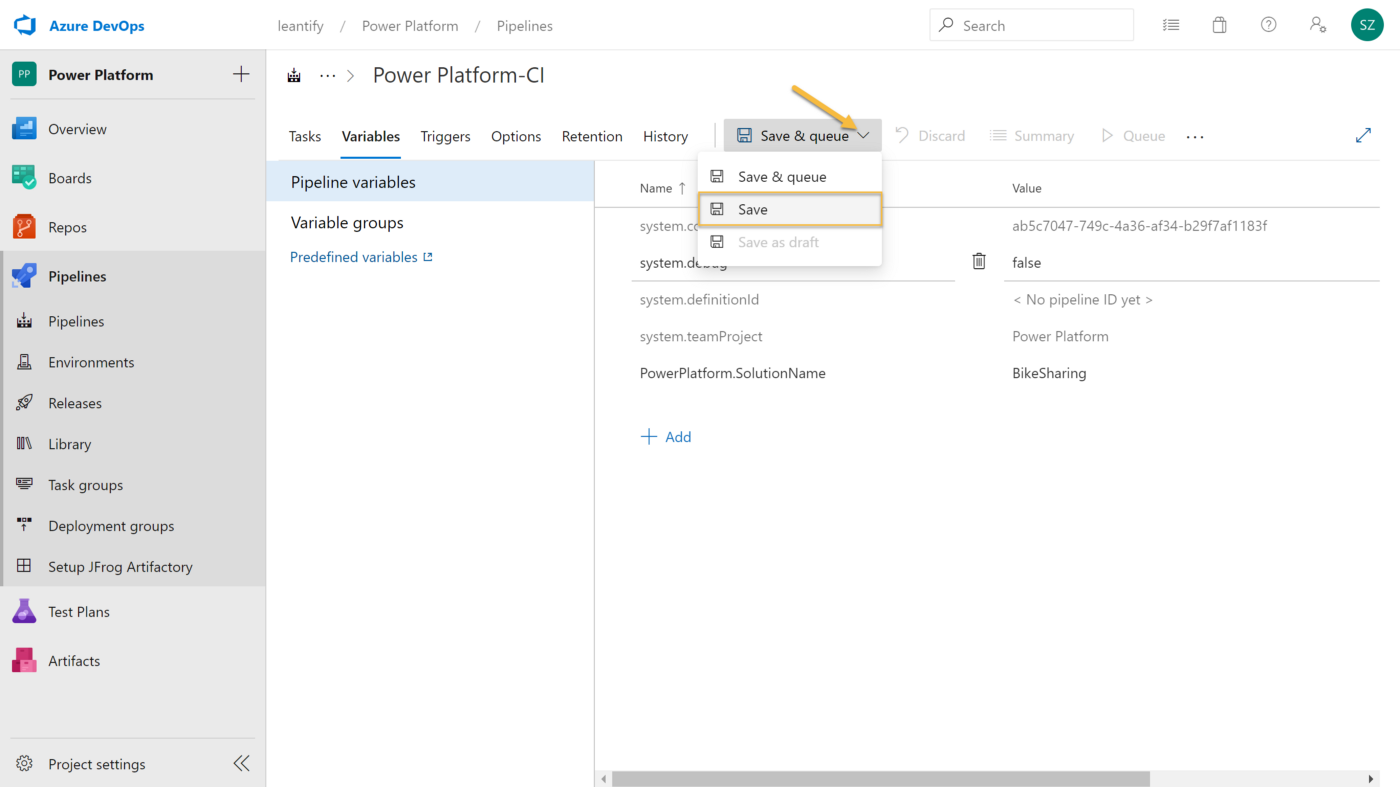 Azure DevOps
leantify / Power Platform / Pipelines
Search
SZ
PP Power Platform
Overview
Boards
Repos
Pipelines
Pipelines
Environments
Releases
Library
Task groups
Deployment groups
Setup JFrog Artifactory
Test Plans
Artifacts
Project settings
... > Power Platform-CI
Tasks Variables Triggers Options Retention History
Save & queue Discard Summary Queue ...
Save & queue
Save
Save as draft
Pipeline variables
Variable groups
Predefined variables
Name ↑ Value
ab5c7047-749c-4a36-af34-b29f7af1183f
system.debug false
system.definitionId < No pipeline ID yet >
system.teamProject Power Platform
PowerPlatform.SolutionName BikeSharing
+ Add